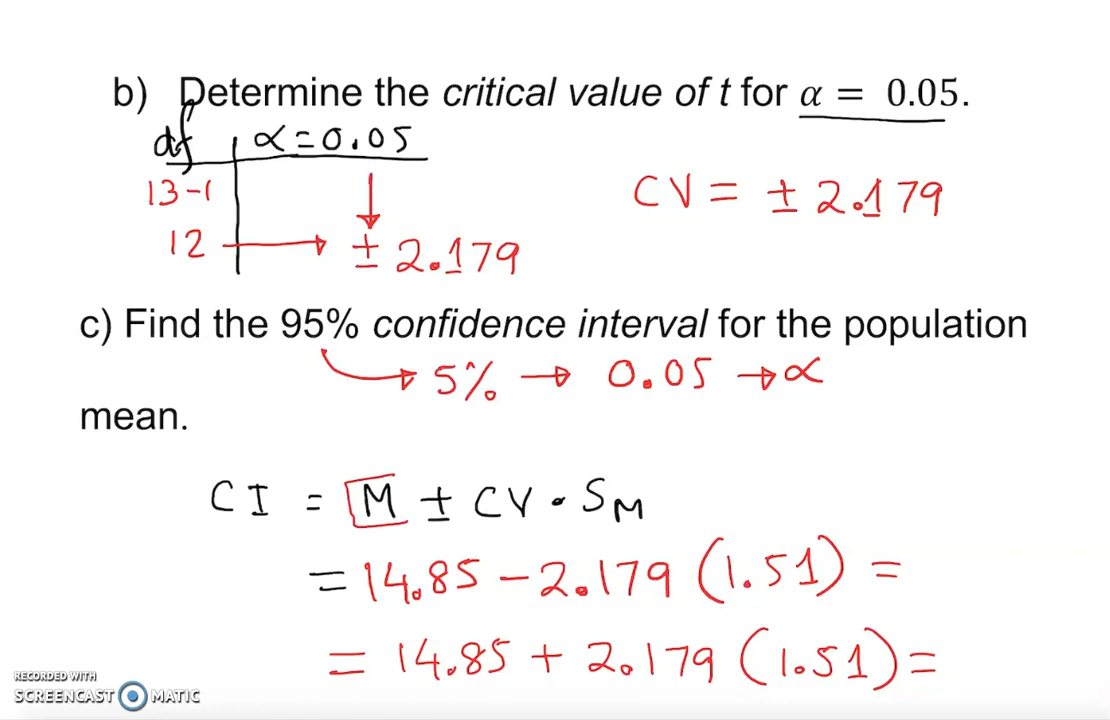 b) Determine the critical value of t for α = 0.05.
df α = 0.05
13-1
CV = ± 2.179
12 ± 2.179
c) Find the 95% confidence interval for the population
5% → 0.05 → α
mean.
CI = M ± CV · SM
= 14.85 - 2.179 (1.51) =
= 14.85 + 2.179 (1.51) =
RECORDED WITH
SCREENCAST MATIC